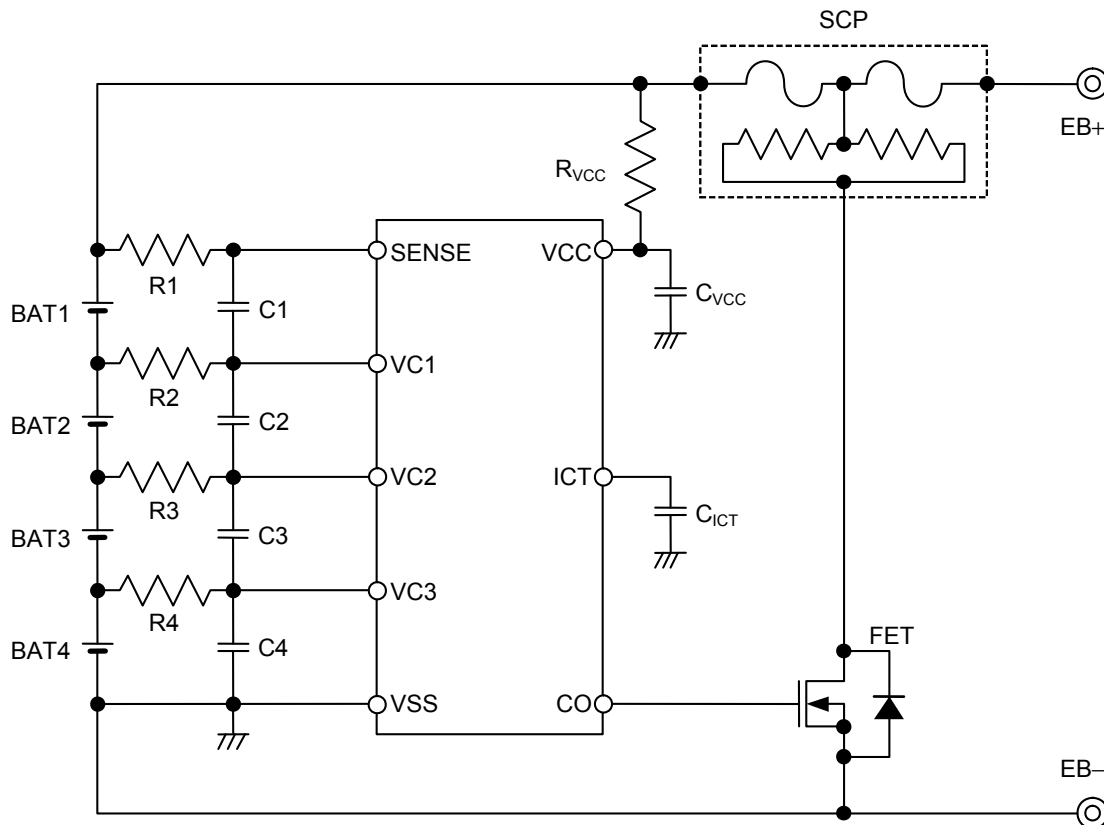 SCP
EB+
RVCC
SENSE
VCC
R1
BAT1
C1
CVCC
VC1
R2
BAT2
C2
VC2
ICT
R3
CICT
BAT3
C3
VC3
R4
BAT4
C4
FET
VSS
CO
EB−